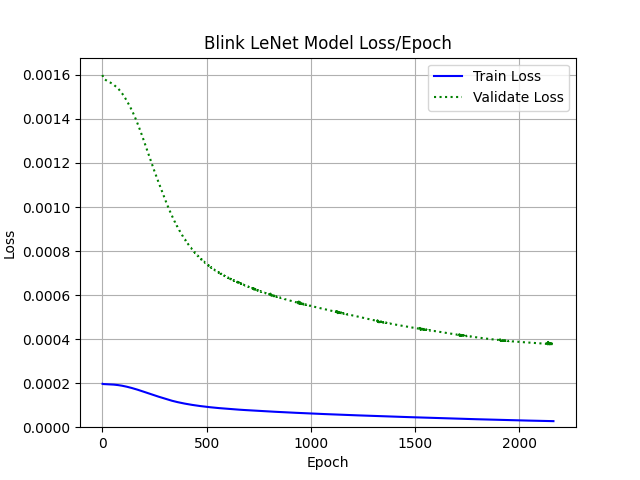 Blink LeNet Model Loss/Epoch
Train Loss
Validate Loss
0.0016
0.0014
0.0012
0.0010
0.0008
0.0006
0.0004
0.0002
0.0000
Loss
0 500 1000 1500 2000
Epoch